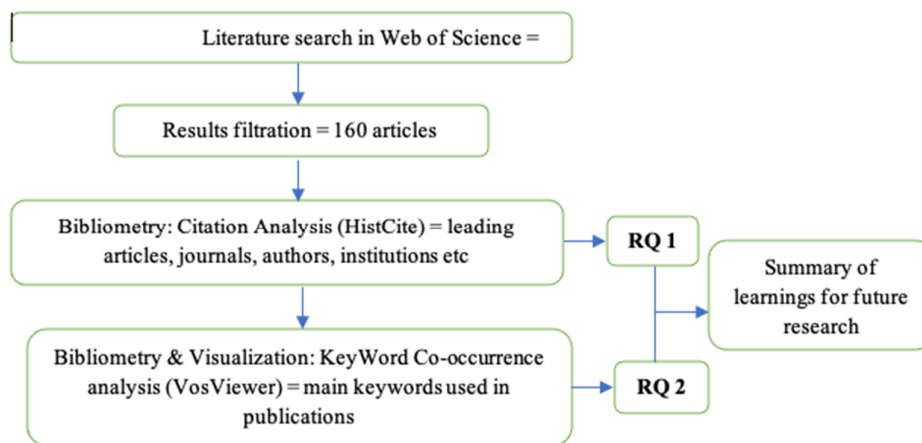 Literature search in Web of Science =
Results filtration = 160 articles
Bibliometry: Citation Analysis (HistCite) = leading
articles, journals, authors, institutions etc
RQ 1
Summary of
learnings for future
research
Bibliometry & Visualization: KeyWord Co-occurrence
analysis (VosViewer) = main keywords used in
publications
RQ 2